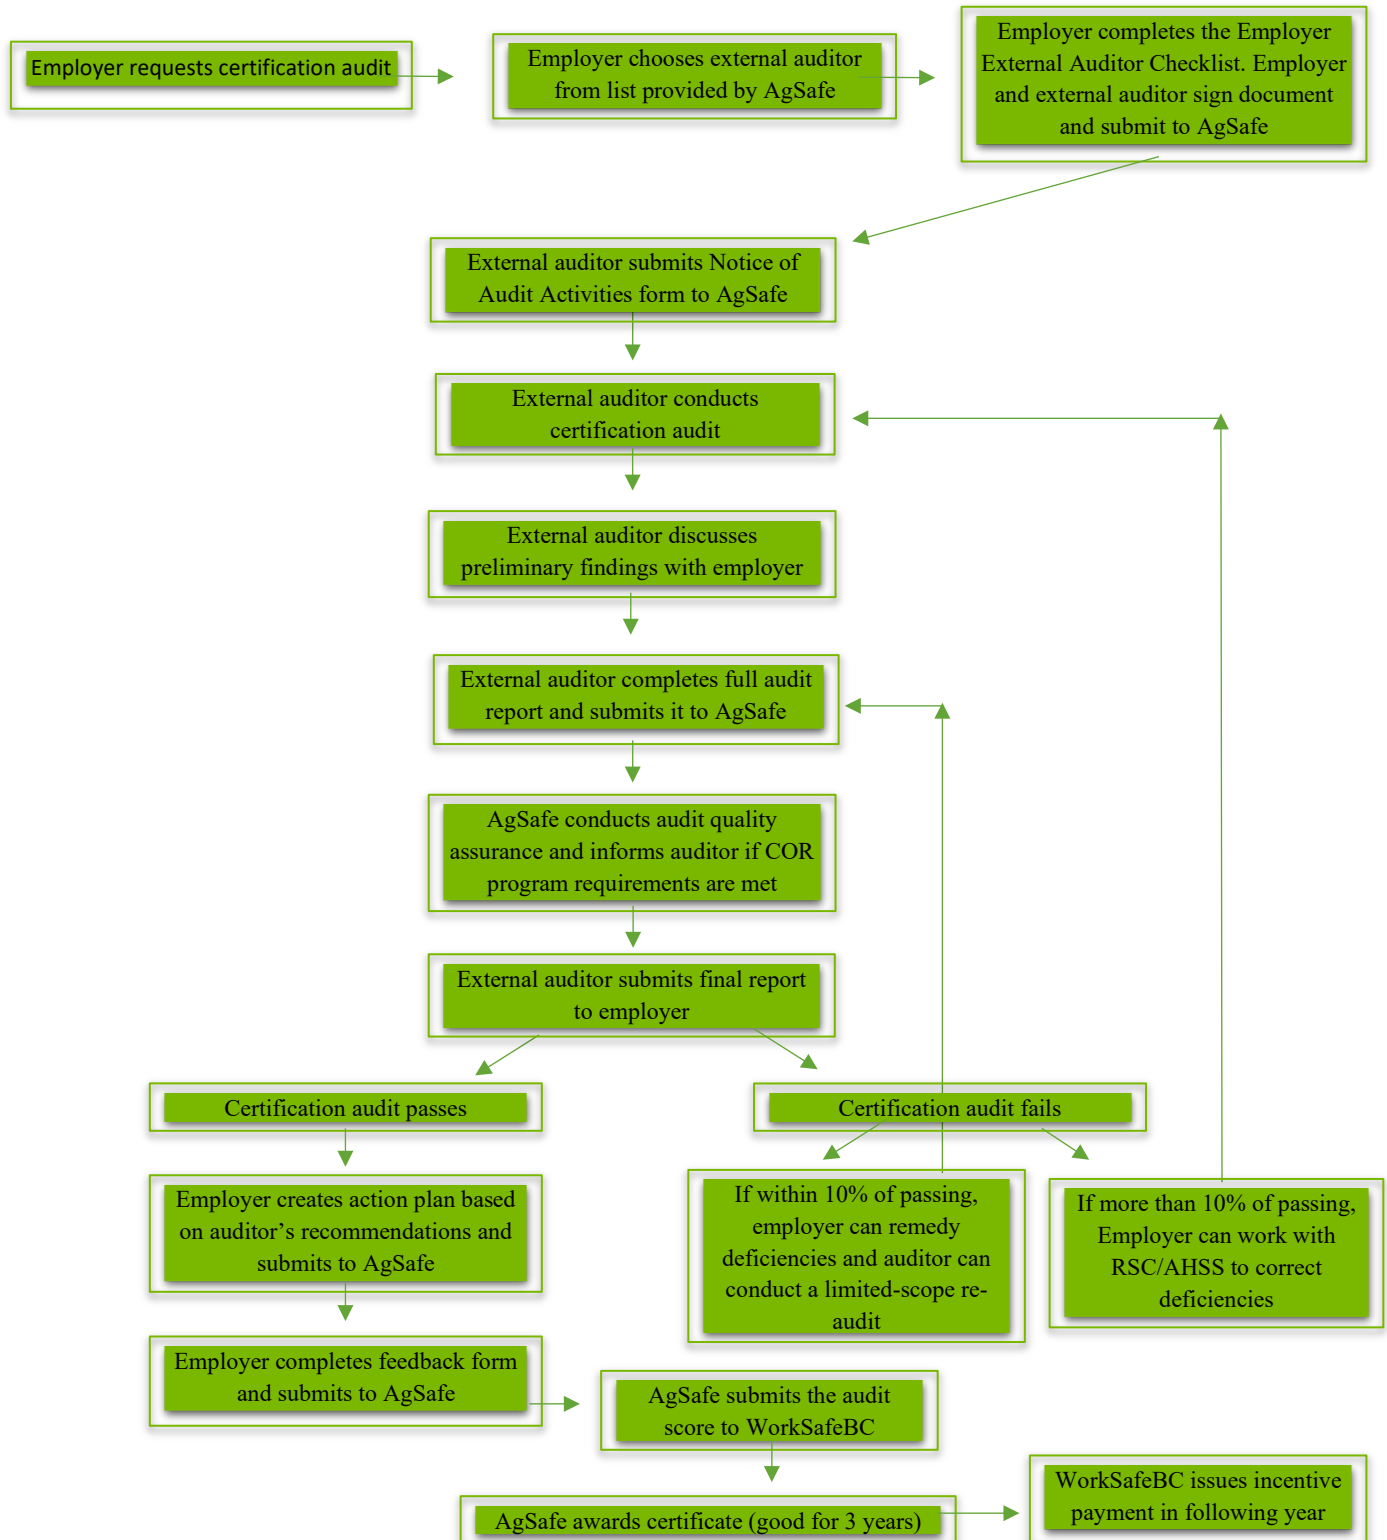 Employer requests certification audit
Employer chooses external auditor
from list provided by AgSafe
Employer completes the Employer
External Auditor Checklist. Employer
and external auditor sign document
and submit to AgSafe
External auditor submits Notice of
Audit Activities form to AgSafe
External auditor conducts
certification audit
External auditor discusses
preliminary findings with employer
External auditor completes full audit
report and submits it to AgSafe
AgSafe conducts audit quality
assurance and informs auditor if COR
program requirements are met
External auditor submits final report
to employer
Certification audit passes
Certification audit fails
Employer creates action plan based
on auditor’s recommendations and
submits to AgSafe
If within 10% of passing,
employer can remedy
deficiencies and auditor can
conduct a limited-scope re-
audit
If more than 10% of passing,
Employer can work with
RSC/AHSS to correct
deficiencies
Employer completes feedback form
and submits to AgSafe
AgSafe submits the audit
score to WorkSafeBC
AgSafe awards certificate (good for 3 years)
WorkSafeBC issues incentive
payment in following year